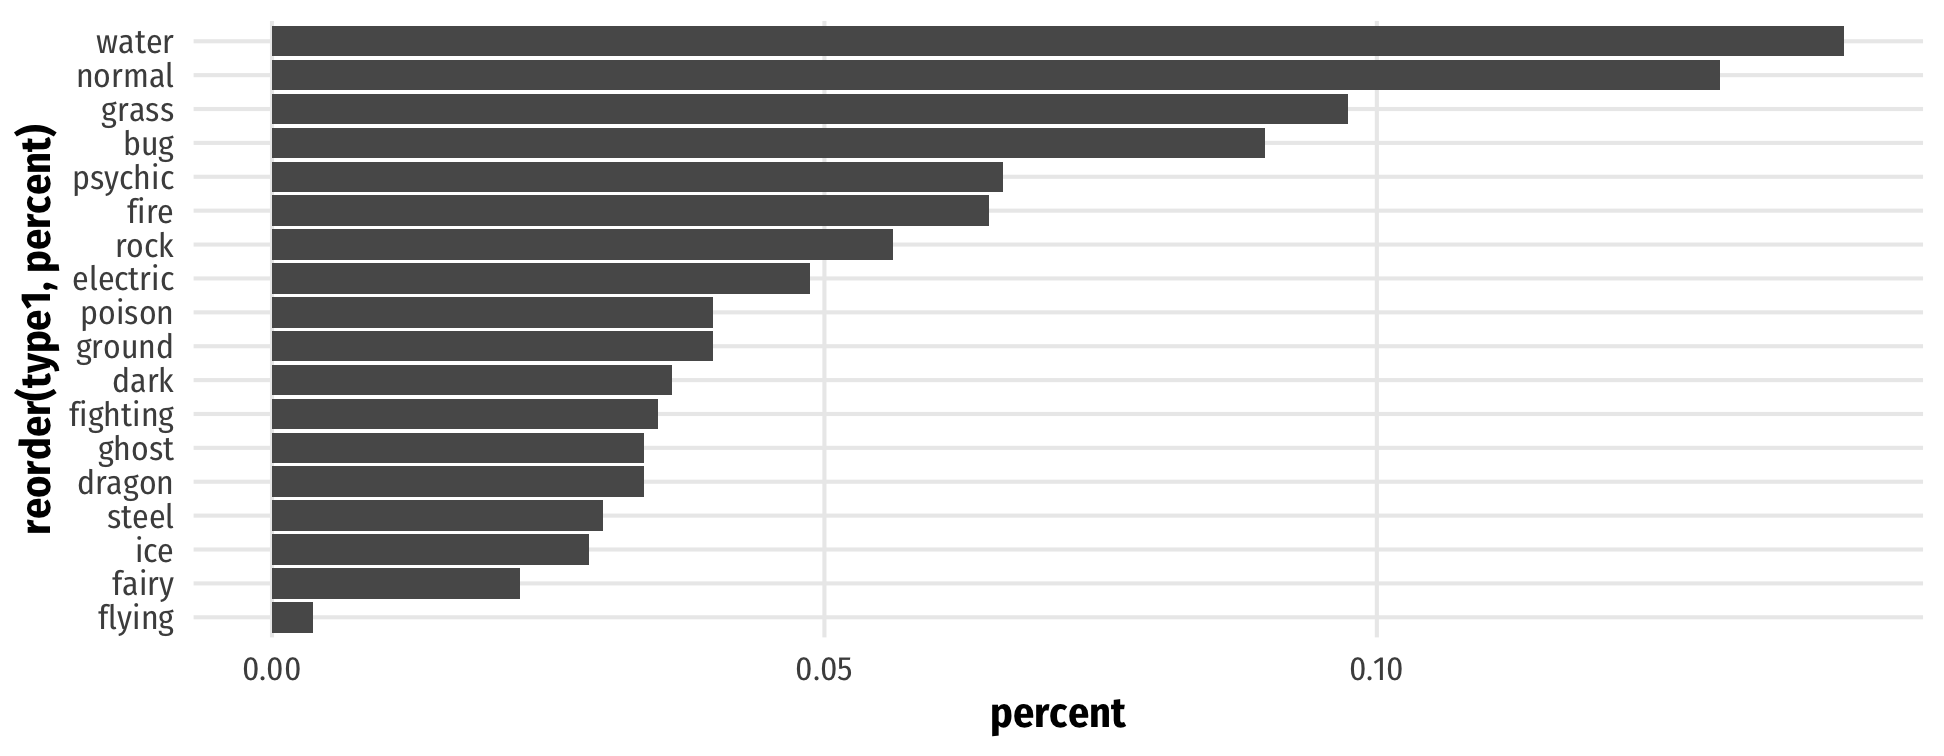 reorder(type1, percent)
water
normal
grass
bug
psychic
fire
rock
electric
poison
ground
dark
fighting
ghost
dragon
steel
ice
fairy
flying
0.00 0.05 0.10
percent